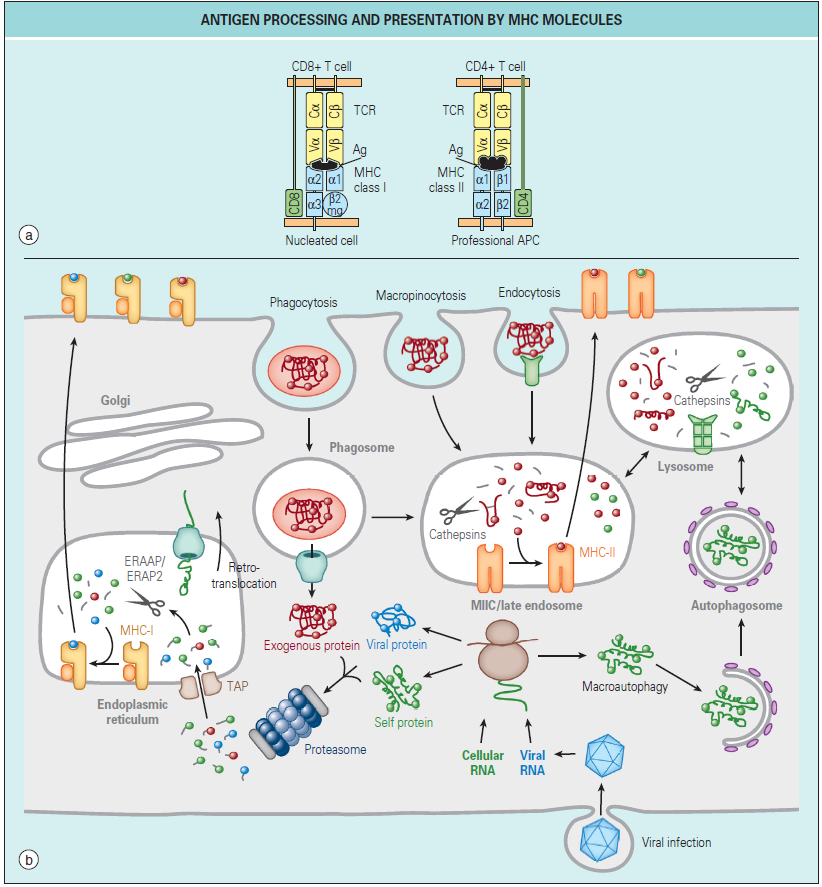 ANTIGEN PROCESSING AND PRESENTATION BY MHC MOLECULES
CD8+ T cell
CD4+ T cell
Cα
Cβ
TCR
TCR
Cα
Cβ
Vα
Vβ
Ag
Ag
Vα
Vβ
α2
α1
MHC
class I
MHC
class II
α1
β1
CD8
α3
β2
mg
α2
β2
CD4
Nucleated cell
Professional APC
a
Phagocytosis
Macropinocytosis
Endocytosis
Golgi
Cathepsins
Phagosome
Lysosome
Cathepsins
MHC-II
ERAAP/
ERAP2
Retro-
translocation
MIIC/late endosome
Autophagosome
MHC-I
Exogenous protein
Viral protein
TAP
Macroautophagy
Endoplasmic
reticulum
Self protein
Proteasome
Cellular
RNA
Viral
RNA
Viral infection
b